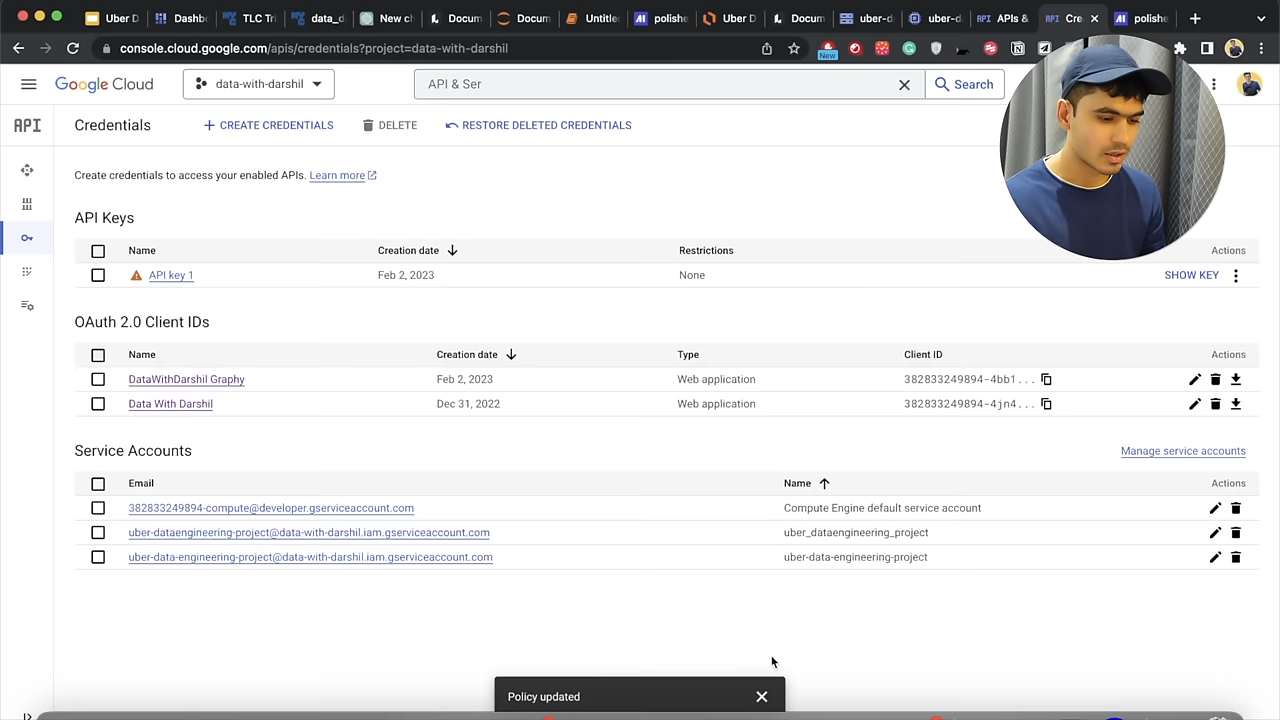 Uber D
Dashb
TLC Tri
data_d
New ch
Docum
Docum
Untitle
polishe
Uber D
Docum
uber-d
uber-d
API APIs &
API Cre
polishe
console.cloud.google.com/apis/credentials?project=data-with-darshil
New
Google Cloud
data-with-darshil
API & Ser
Search
API
Credentials
CREATE CREDENTIALS
DELETE
RESTORE DELETED CREDENTIALS
Create credentials to access your enabled APIs. Learn more
API Keys
Name Creation date Restrictions Actions
API key 1 Feb 2, 2023 None SHOW KEY
OAuth 2.0 Client IDs
Name Creation date Type Client ID Actions
DataWithDarshil Graphy Feb 2, 2023 Web application 382833249894-4bb1...
Data With Darshil Dec 31, 2022 Web application 382833249894-4jn4...
Service Accounts Manage service accounts
Email Name Actions
382833249894-compute@developer.gserviceaccount.com Compute Engine default service account
uber-dataengineering-project@data-with-darshil.iam.gserviceaccount.com uber_dataengineering_project
uber-data-engineering-project@data-with-darshil.iam.gserviceaccount.com uber-data-engineering-project
Policy updated